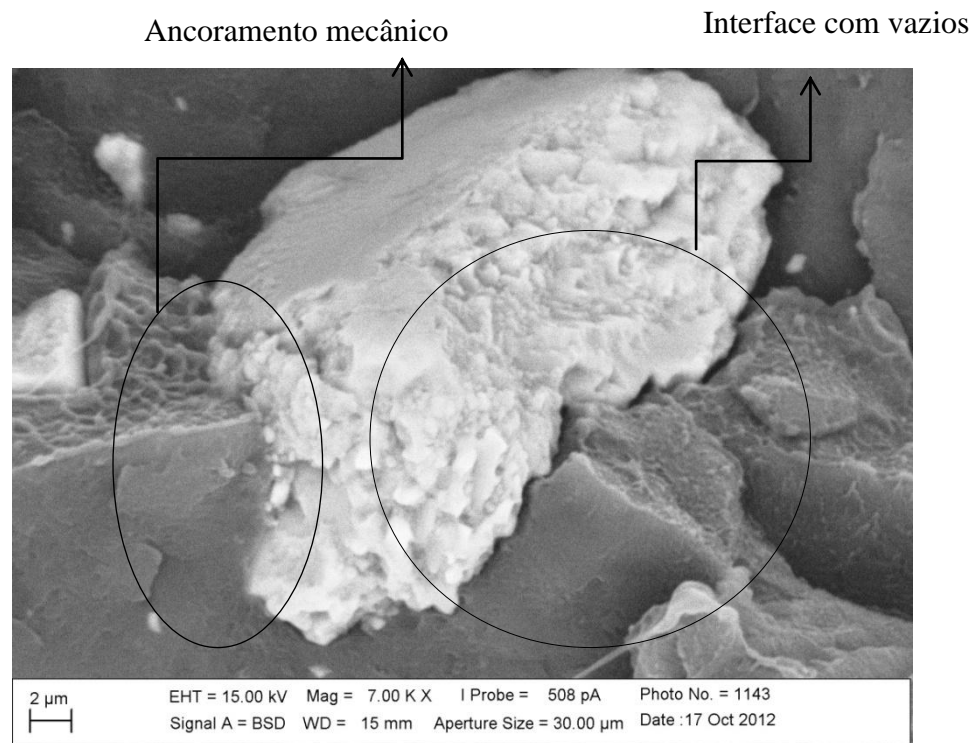 Interface com vazios
Ancoramento mecânico
2 µm
EHT = 15.00 kV Mag = 7.00 K X I Probe = 508 pA Photo No. = 1143
Signal A = BSD WD = 15 mm Aperture Size = 30.00 µm Date :17 Oct 2012